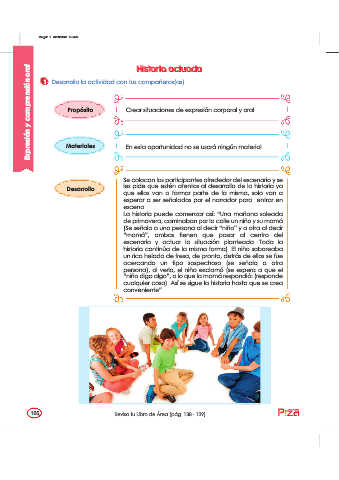 Historia actuada
1 Desarrolla la actividad con tus compañeros(as)
Expresión y comprensión oral
Propósito
Crear situaciones de expresión corporal y oral
Materiales
En esta oportunidad no se usará ningún material
Desarrollo
Se colocan los participantes alrededor del escenario y se
les pide que estén atentos al desarrollo de la historia ya
que ellos van a formar parte de la misma, solo van a
esperar a ser señalados por el narrador para entrar en
escena
La historia puede comenzar así: "Una mañana soleada
de primavera, caminaban por la calle un niño y su mamá
(Se señala a una persona al decir "niño" y a otra al decir
"mamá", ambos tienen que pasar al centro del
escenario y actuar la situación planteada Toda la
historia continúa de la misma forma) El niño saboreaba
un rico helado de fresa, de pronto, detrás de ellos se fue
acercando un tipo sospechoso (se señala a otra
persona), al verlo, el niño exclamó (se espera a que el
"niño diga algo", a lo que la mamá respondió: (responde
cualquier cosa) Así se sigue la historia hasta que se crea
conveniente"
Revisa tu Libro de Área (pág. 138 - 139)